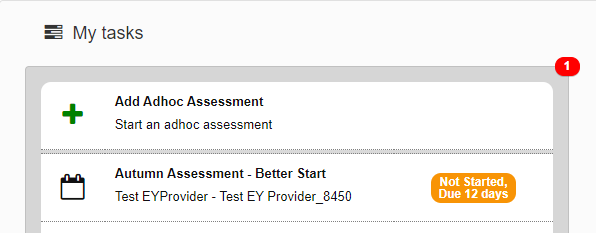 My tasks
1
Add Adhoc Assessment
Start an adhoc assessment
Autumn Assessment - Better Start
Test EYProvider - Test EY Provider_8450
Not Started,
Due 12 days